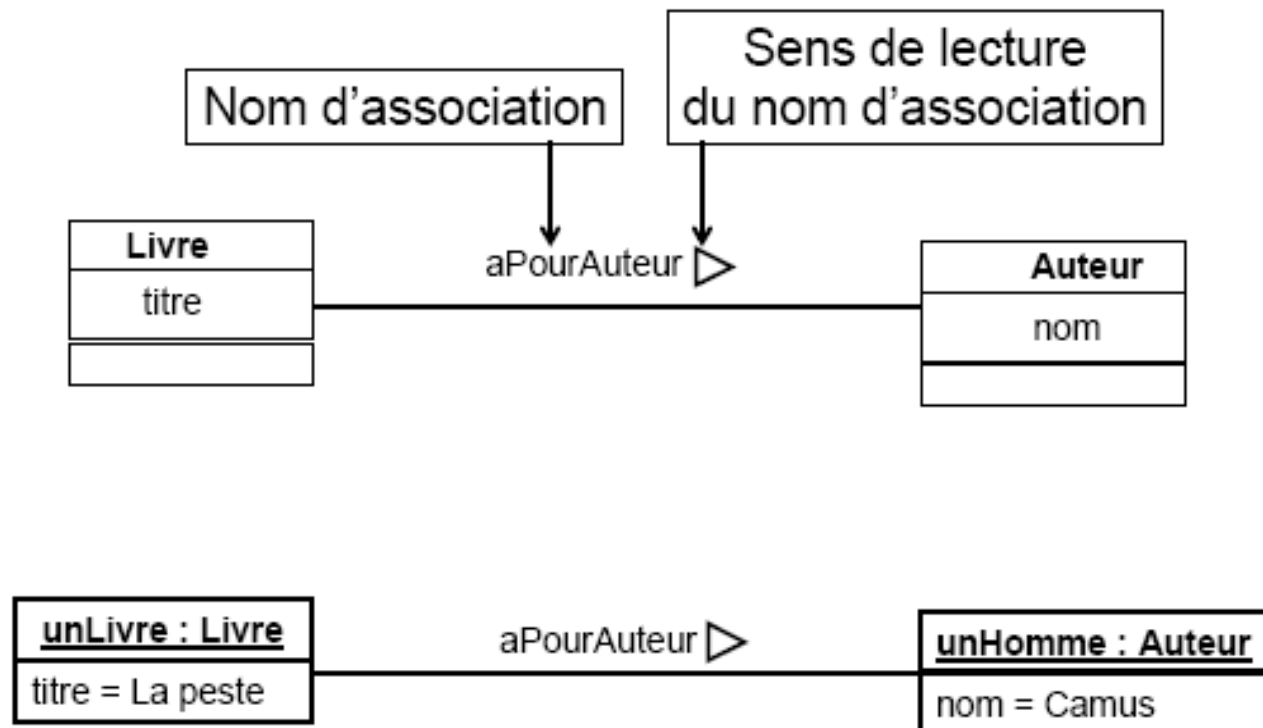 Nom d'association
Sens de lecture
du nom d'association
Livre
titre
aPourAuteur
Auteur
nom
unLivre : Livre
titre = La peste
aPourAuteur
unHomme : Auteur
nom = Camus